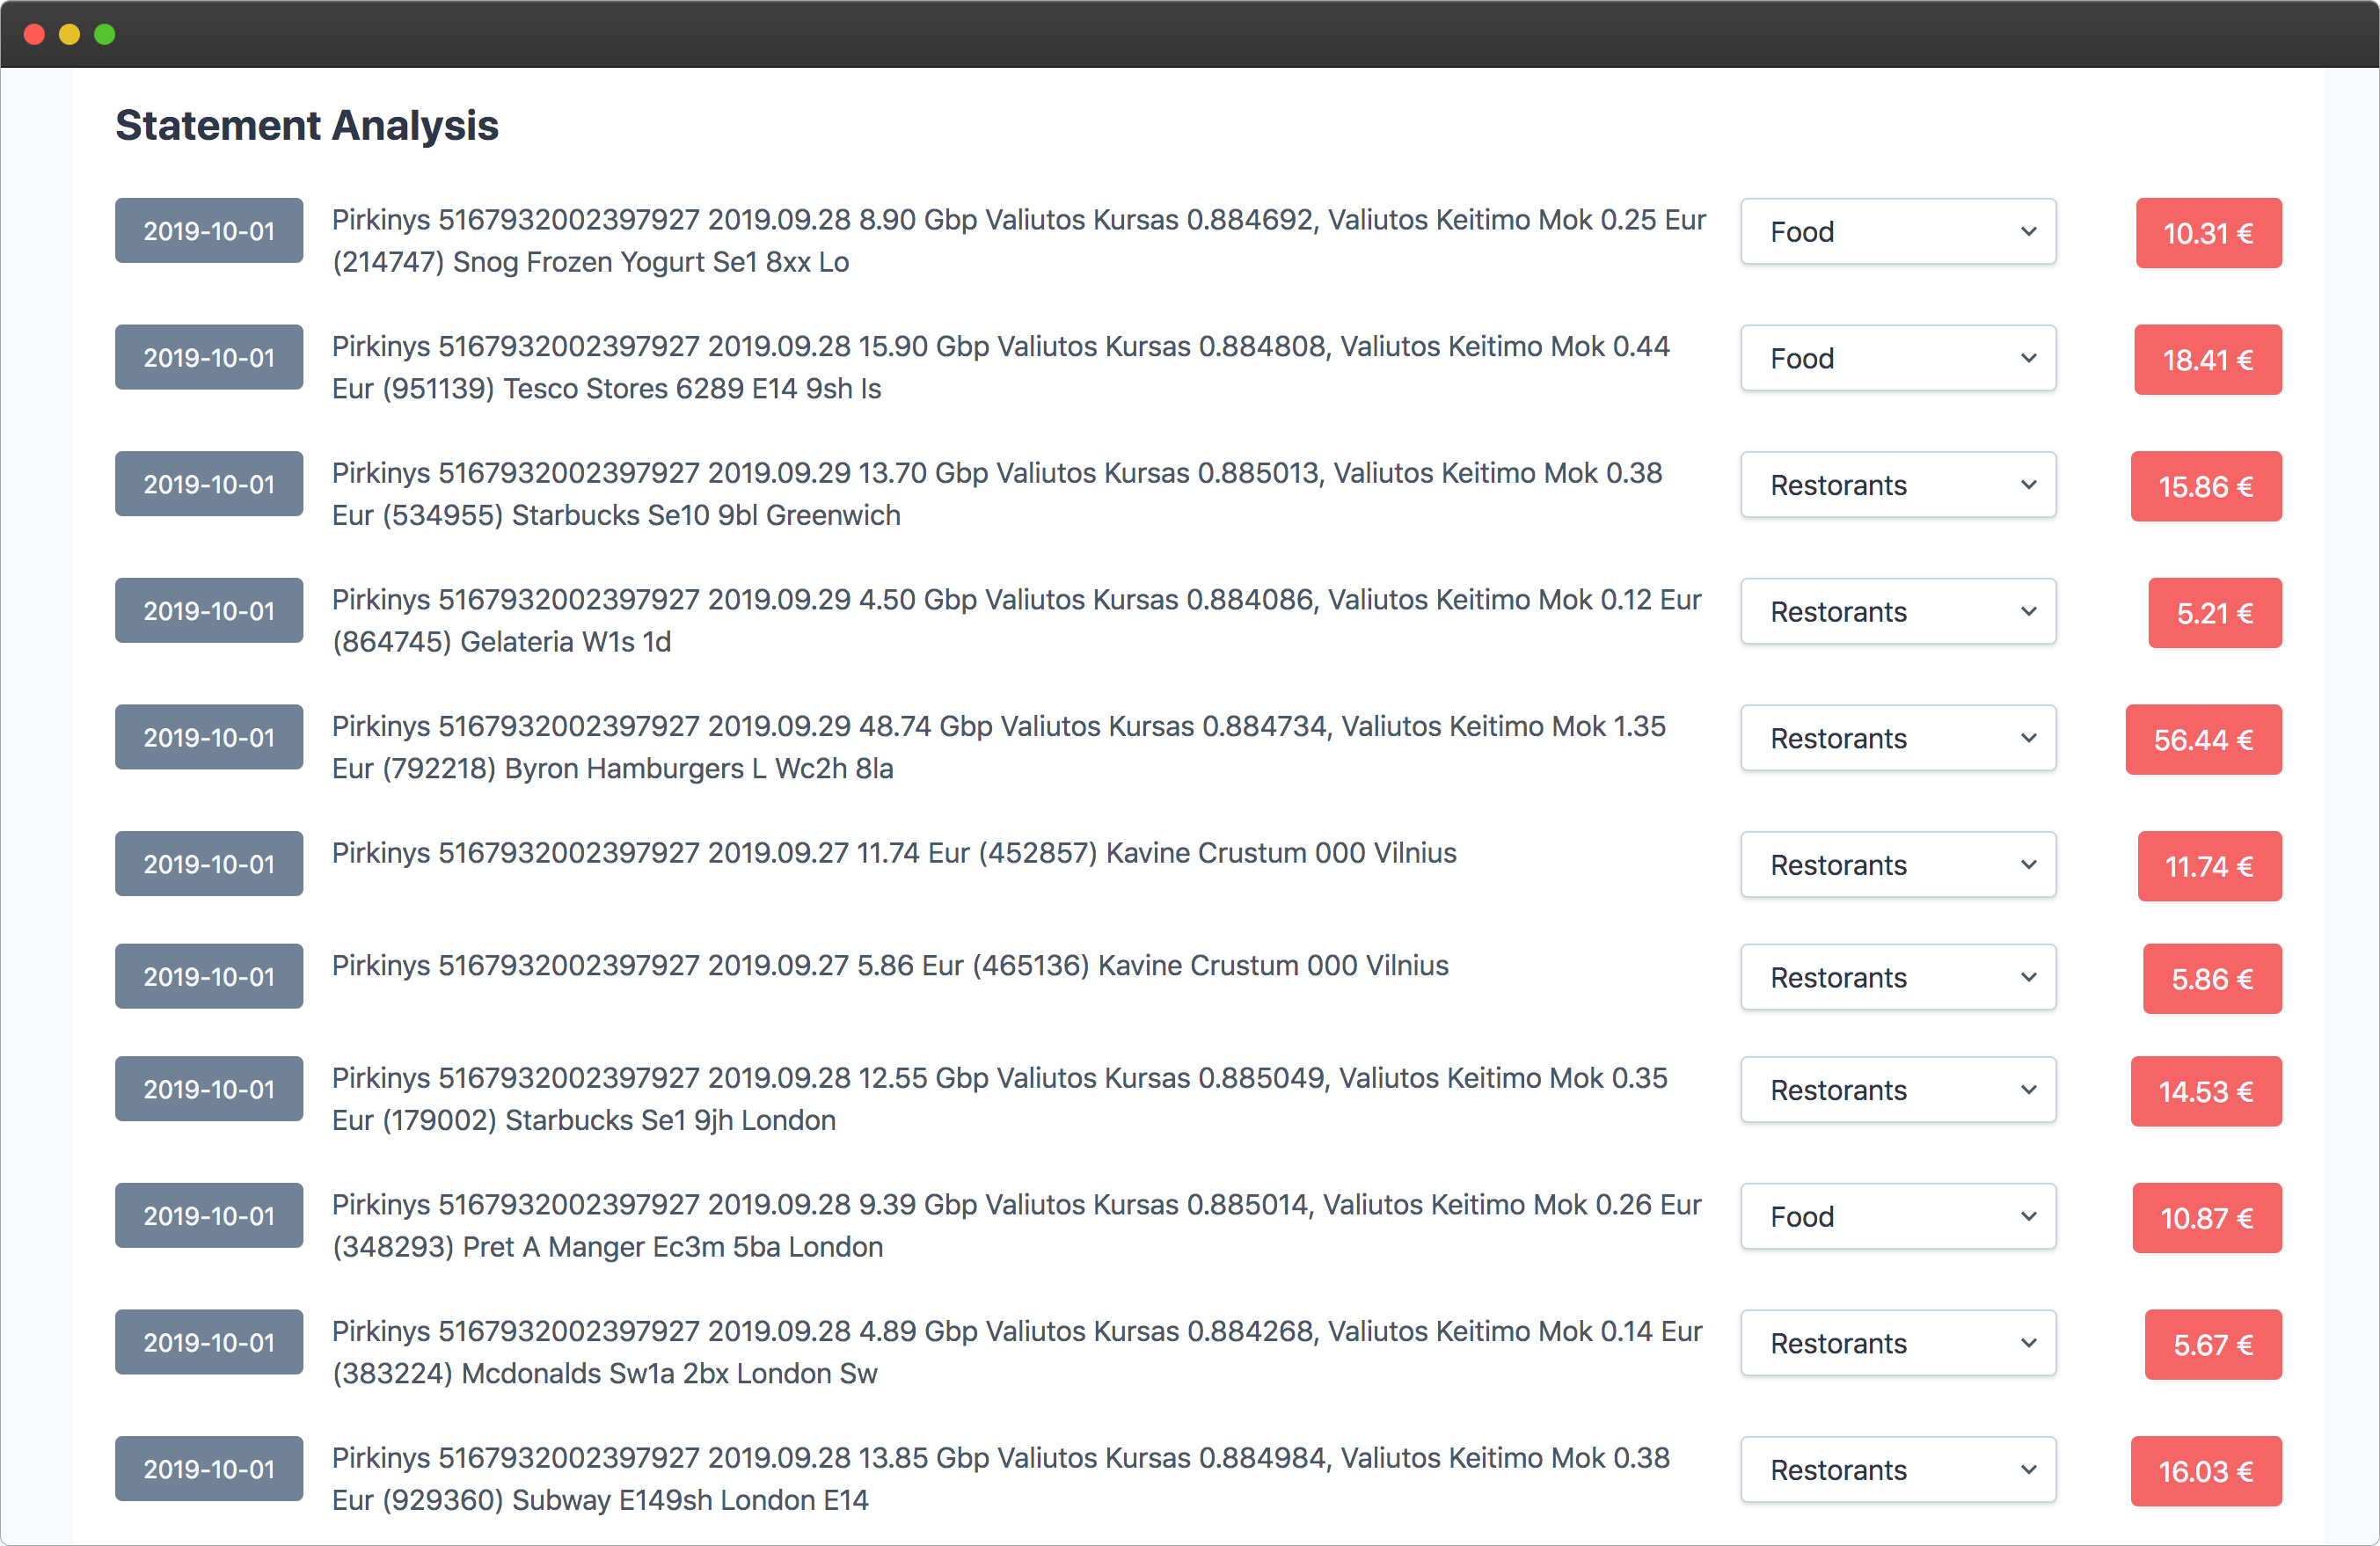 Statement Analysis
2019-10-01
Pirkinys 5167932002397927 2019.09.28 8.90 Gbp Valiutos Kursas 0.884692, Valiutos Keitimo Mok 0.25 Eur
(214747) Snog Frozen Yogurt Se1 8xx Lo
Food
10.31 €
2019-10-01
Pirkinys 5167932002397927 2019.09.28 15.90 Gbp Valiutos Kursas 0.884808, Valiutos Keitimo Mok 0.44
Eur (951139) Tesco Stores 6289 E14 9sh Is
Food
18.41 €
2019-10-01
Pirkinys 5167932002397927 2019.09.29 13.70 Gbp Valiutos Kursas 0.885013, Valiutos Keitimo Mok 0.38
Eur (534955) Starbucks Se10 9bl Greenwich
Restorants
15.86 €
2019-10-01
Pirkinys 5167932002397927 2019.09.29 4.50 Gbp Valiutos Kursas 0.884086, Valiutos Keitimo Mok 0.12 Eur
(864745) Gelateria W1s 1d
Restorants
5.21 €
2019-10-01
Pirkinys 5167932002397927 2019.09.29 48.74 Gbp Valiutos Kursas 0.884734, Valiutos Keitimo Mok 1.35
Eur (792218) Byron Hamburgers L Wc2h 8la
Restorants
56.44 €
2019-10-01
Pirkinys 5167932002397927 2019.09.27 11.74 Eur (452857) Kavine Crustum 000 Vilnius
Restorants
11.74 €
2019-10-01
Pirkinys 5167932002397927 2019.09.27 5.86 Eur (465136) Kavine Crustum 000 Vilnius
Restorants
5.86 €
2019-10-01
Pirkinys 5167932002397927 2019.09.28 12.55 Gbp Valiutos Kursas 0.885049, Valiutos Keitimo Mok 0.35
Eur (179002) Starbucks Se1 9jh London
Restorants
14.53 €
2019-10-01
Pirkinys 5167932002397927 2019.09.28 9.39 Gbp Valiutos Kursas 0.885014, Valiutos Keitimo Mok 0.26 Eur
(348293) Pret A Manger Ec3m 5ba London
Food
10.87 €
2019-10-01
Pirkinys 5167932002397927 2019.09.28 4.89 Gbp Valiutos Kursas 0.884268, Valiutos Keitimo Mok 0.14 Eur
(383224) Mcdonalds Sw1a 2bx London Sw
Restorants
5.67 €
2019-10-01
Pirkinys 5167932002397927 2019.09.28 13.85 Gbp Valiutos Kursas 0.884984, Valiutos Keitimo Mok 0.38
Eur (929360) Subway E149sh London E14
Restorants
16.03 €